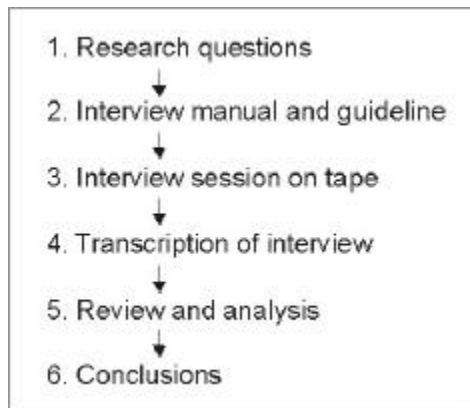 1. Research questions
2. Interview manual and guideline
3. Interview session on tape
4. Transcription of interview
5. Review and analysis
6. Conclusions